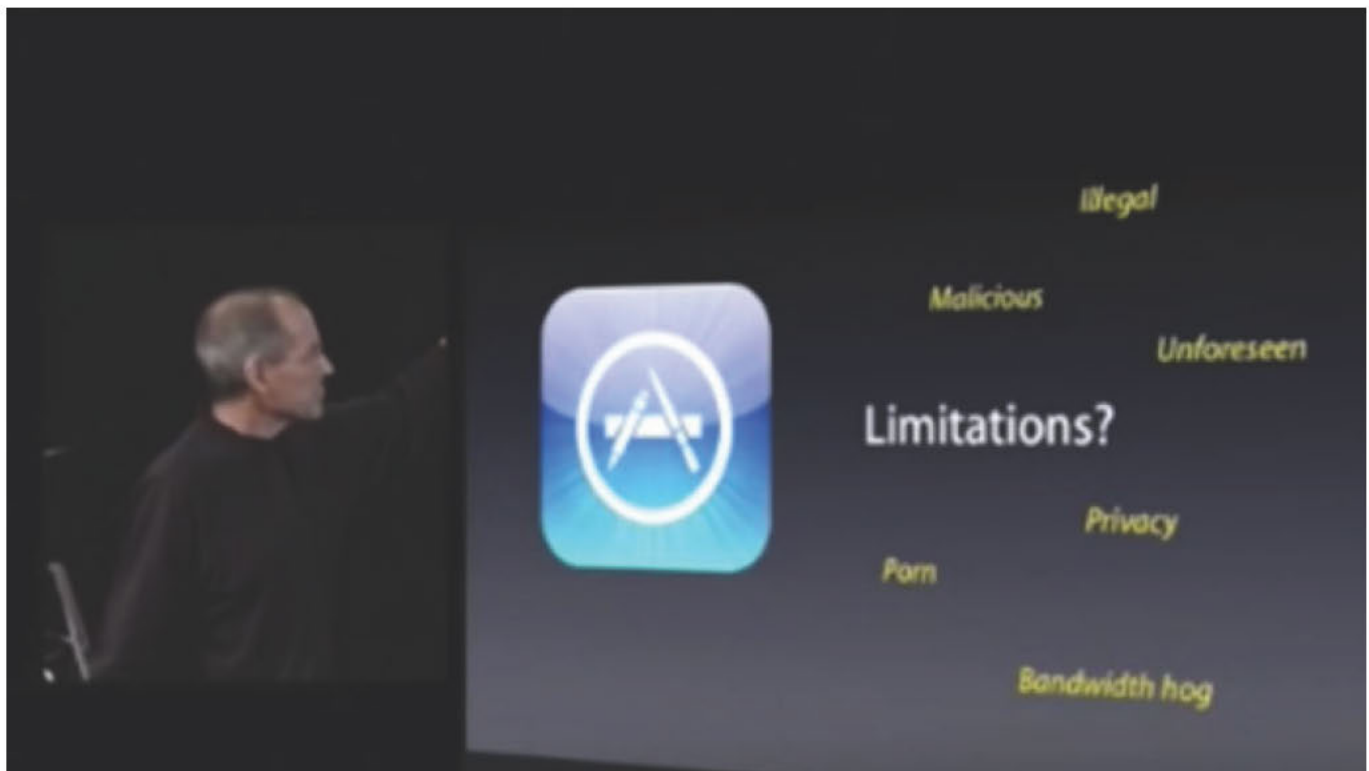 illegal
Malicious
Unforeseen
Limitations?
Privacy
Porn
Bandwidth hog